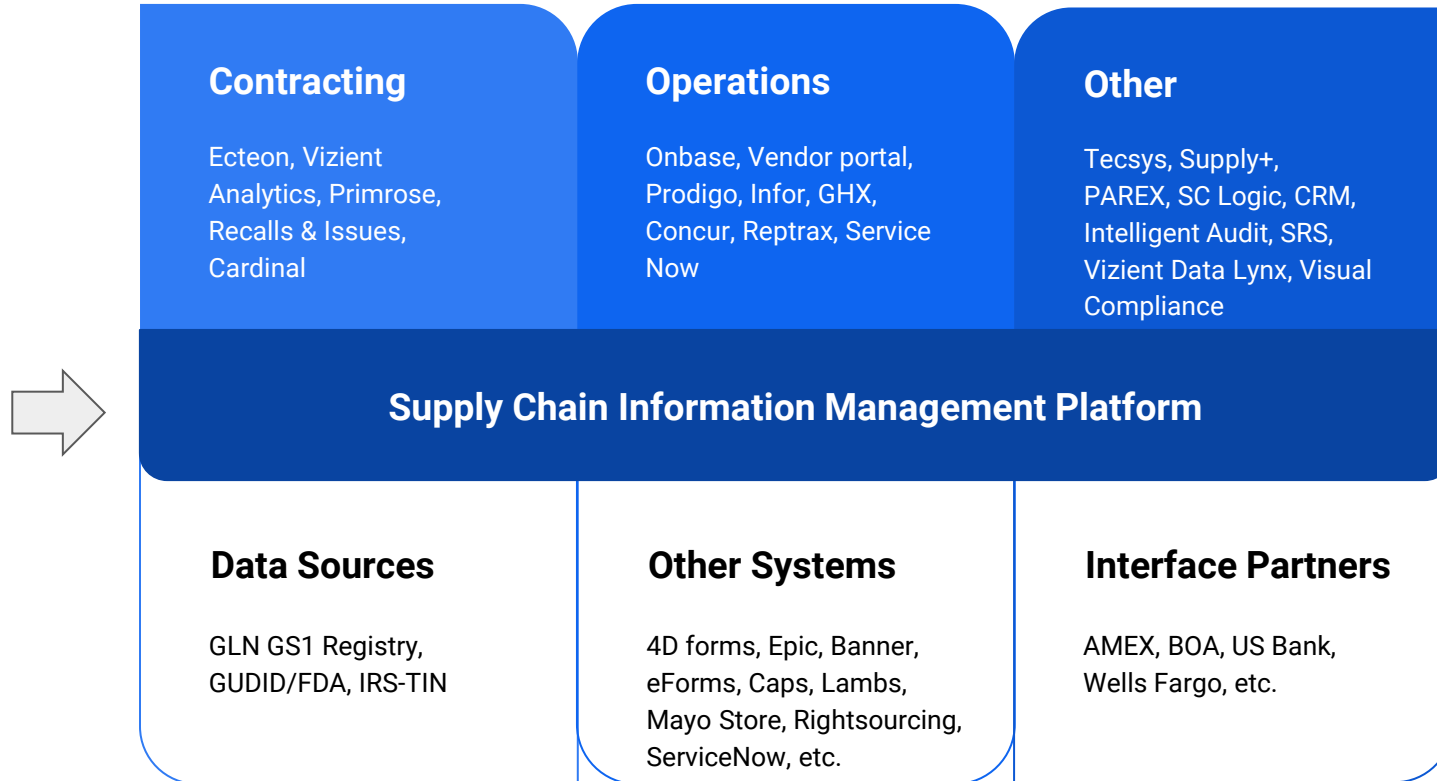 Contracting
Ecteon, Vizient
Analytics, Primrose,
Recalls & Issues,
Cardinal
Operations
Onbase, Vendor portal,
Prodigo, Infor, GHX,
Concur, Reptrax, Service
Now
Other
Tecsys, Supply+,
PAREX, SC Logic, CRM,
Intelligent Audit, SRS,
Vizient Data Lynx, Visual
Compliance
Supply Chain Information Management Platform
Data Sources
GLN GS1 Registry,
GUDID/FDA, IRS-TIN
Other Systems
4D forms, Epic, Banner,
eForms, Caps, Lambs,
Mayo Store, Rightsourcing,
ServiceNow, etc.
Interface Partners
AMEX, BOA, US Bank,
Wells Fargo, etc.